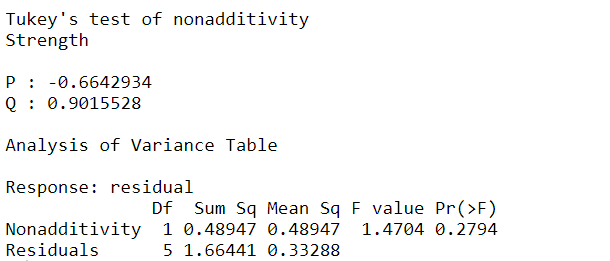 Tukey's test of nonadditivity
Strength
P : -0.6642934
Q : 0.9015528
Analysis of Variance Table
Response: residual
Df Sum Sq Mean Sq F value Pr(>F)
Nonadditivity 1 0.48947 0.48947 1.4704 0.2794
Residuals 5 1.66441 0.33288